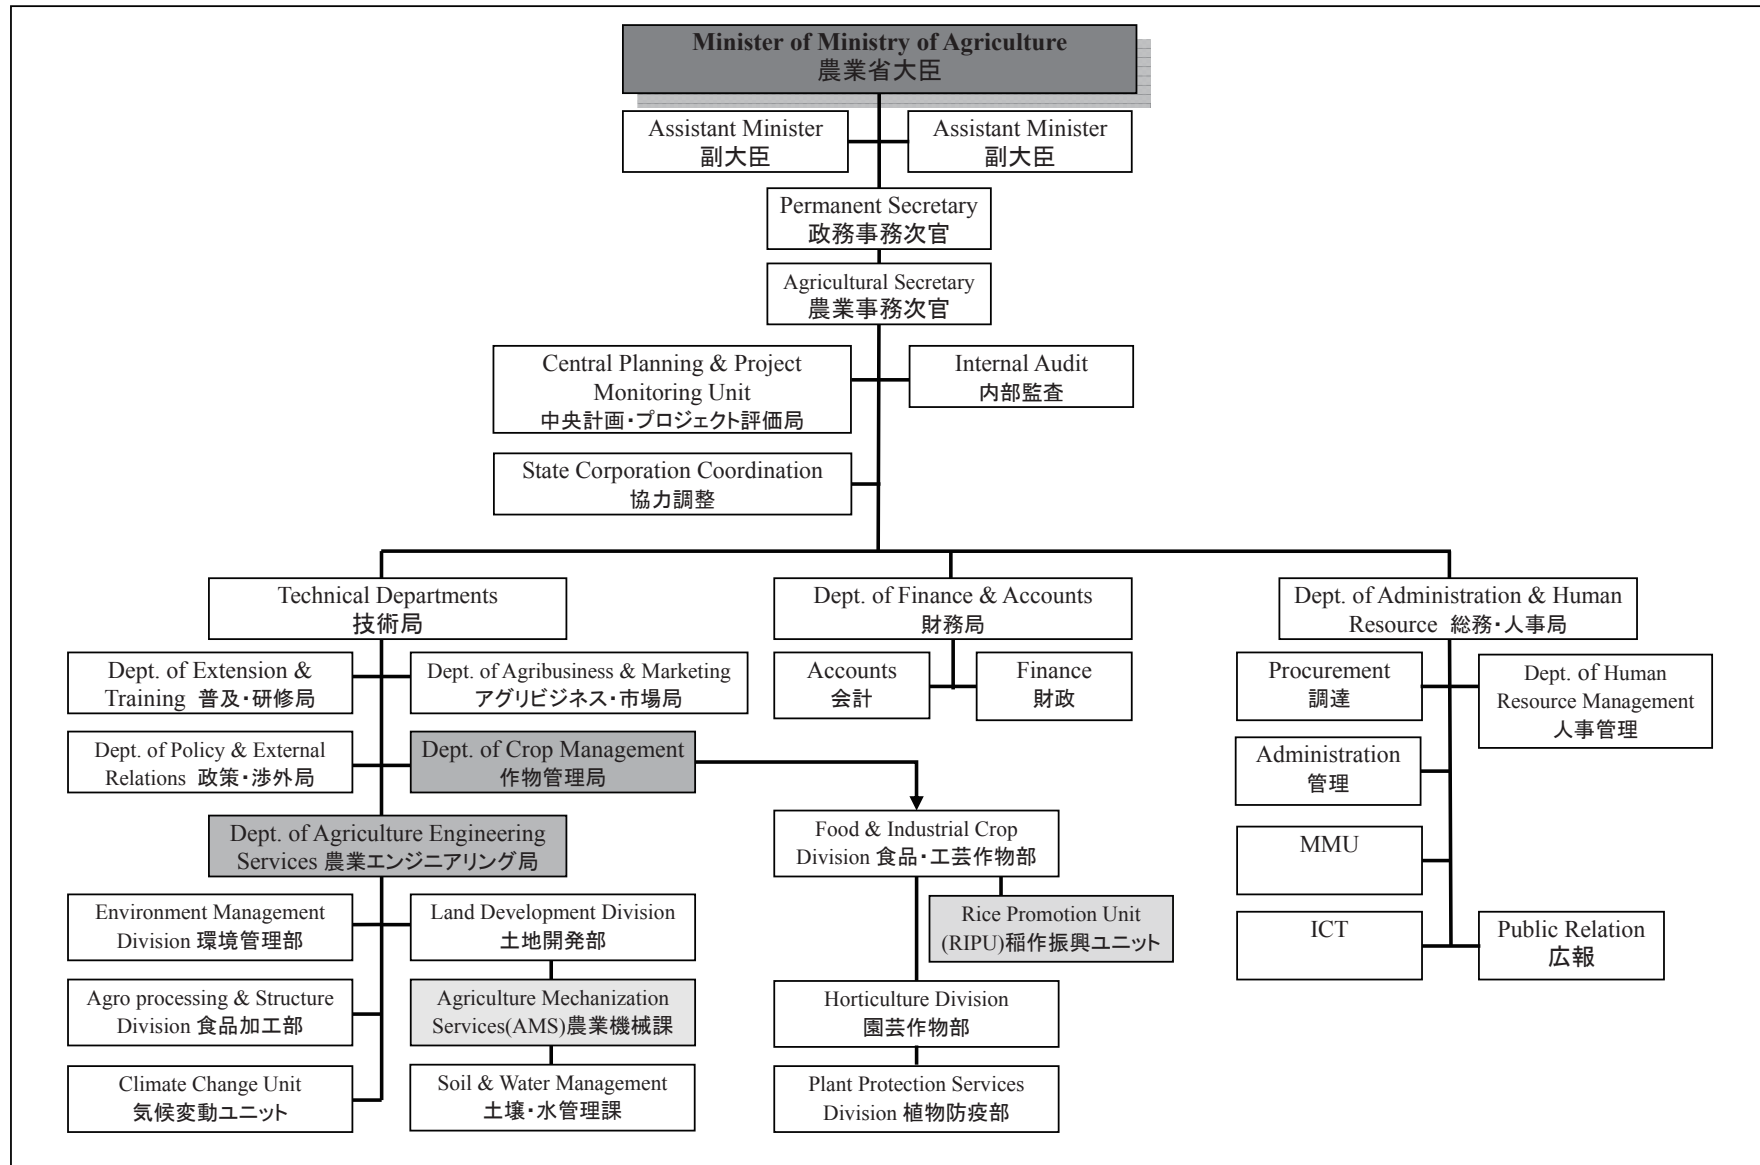 Minister of Ministry of Agriculture
農業省大臣
Assistant Minister
副大臣
Assistant Minister
副大臣
Permanent Secretary
政務事務次官
Agricultural Secretary
農業事務次官
Central Planning & Project
Monitoring Unit
中央計画・プロジェクト評価局
Internal Audit
内部監査
State Corporation Coordination
協力調整
Technical Departments
技術局
Dept. of Finance & Accounts
財務局
Dept. of Administration & Human
Resource 総務・人事局
Dept. of Extension &
Training 普及・研修局
Dept. of Agribusiness & Marketing
アグリビジネス・市場局
Accounts
会計
Finance
財政
Procurement
調達
Dept. of Human
Resource Management
人事管理
Dept. of Policy & External
Relations 政策・渉外局
Dept. of Crop Management
作物管理局
Administration
管理
Dept. of Agriculture Engineering
Services 農業エンジニアリング局
Food & Industrial Crop
Division 食品・工芸作物部
MMU
Environment Management
Division 環境管理部
Land Development Division
土地開発部
Rice Promotion Unit
(RIPU)稲作振興ユニット
ICT
Public Relation
広報
Agro processing & Structure
Division 食品加工部
Agriculture Mechanization
Services(AMS)農業機械課
Horticulture Division
園芸作物部
Climate Change Unit
気候変動ユニット
Soil & Water Management
土壌・水管理課
Plant Protection Services
Division 植物防疫部